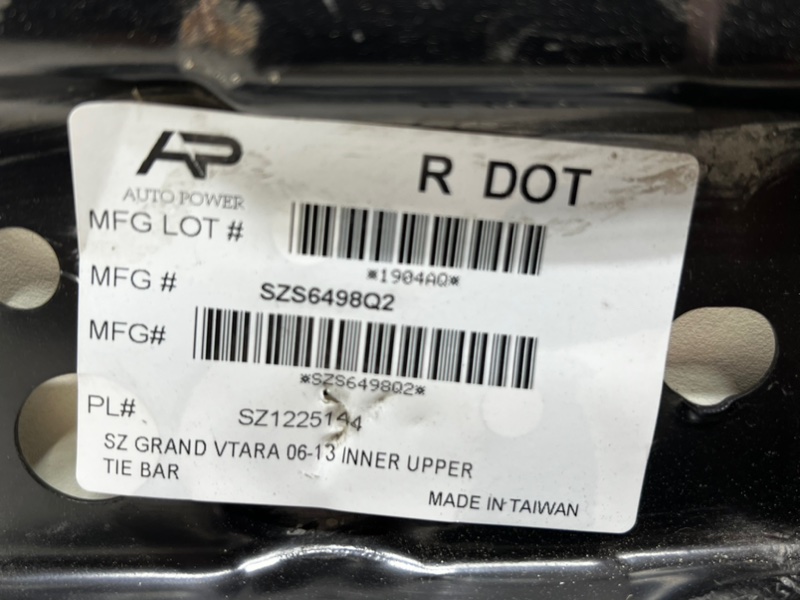 AP
R DOT
AUTO POWER
MFG LOT #
*1904AQ*
MFG # SZS6498Q2
MFG#
*SZS6498Q2*
PL# SZ1225144
SZ GRAND VTARA 06-13 INNER UPPER
TIE BAR
MADE IN TAIWAN